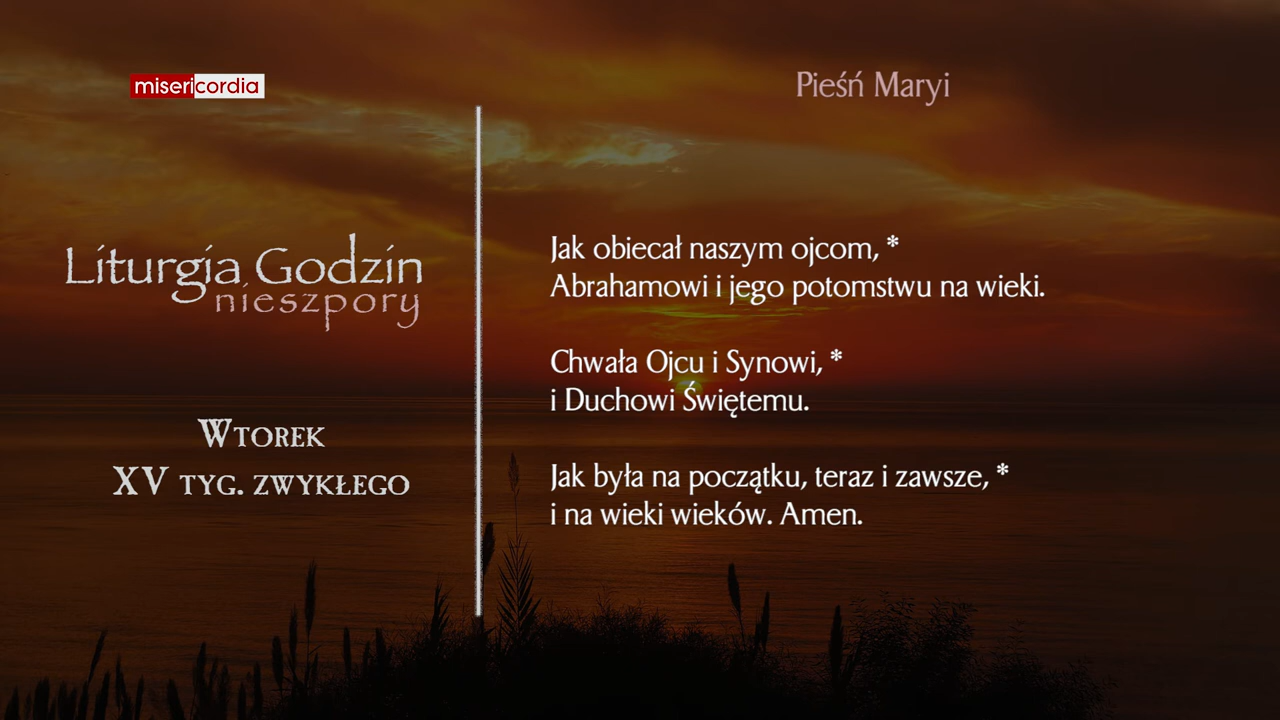 misericordia
Pieśń Maryi
Liturgia Godzin
nieszpory
Wtorek
XV tyg. zwykłego
Jak obiecał naszym ojcom, *
Abrahamowi i jego potomstwu na wieki.
Chwała Ojcu i Synowi, *
i Duchowi Świętemu.
Jak była na początku, teraz i zawsze, *
i na wieki wieków. Amen.